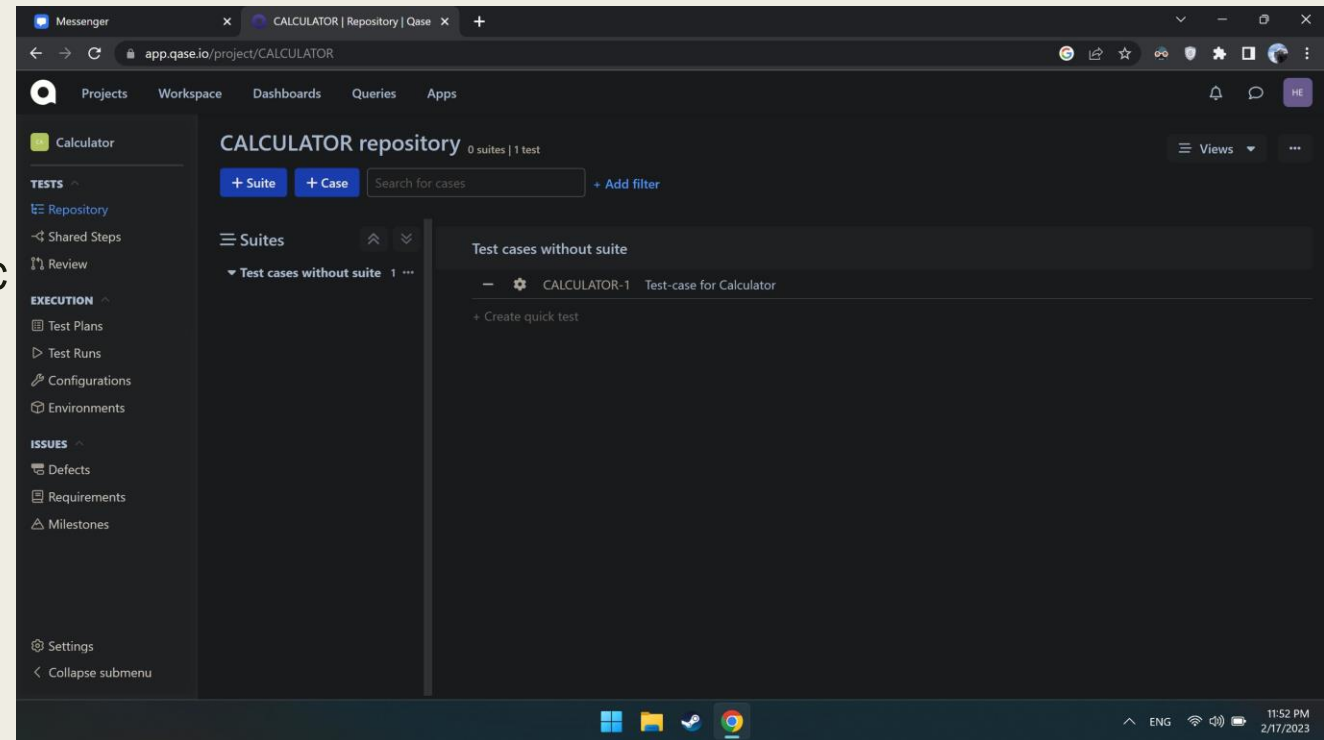 Messenger
CALCULATOR | Repository | Qase
app.qase.io/project/CALCULATOR
Projects Workspace Dashboards Queries Apps
HE
Calculator
CALCULATOR repository 0 suites | 1 test
Views
TESTS
+ Suite + Case Search for cases + Add filter
Repository
Shared Steps
Review
Suites
Test cases without suite
Test cases without suite 1
CALCULATOR-1 Test-case for Calculator
+ Create quick test
EXECUTION
Test Plans
Test Runs
Configurations
Environments
ISSUES
Defects
Requirements
Milestones
Settings
Collapse submenu
ENG
11:52 PM
2/17/2023